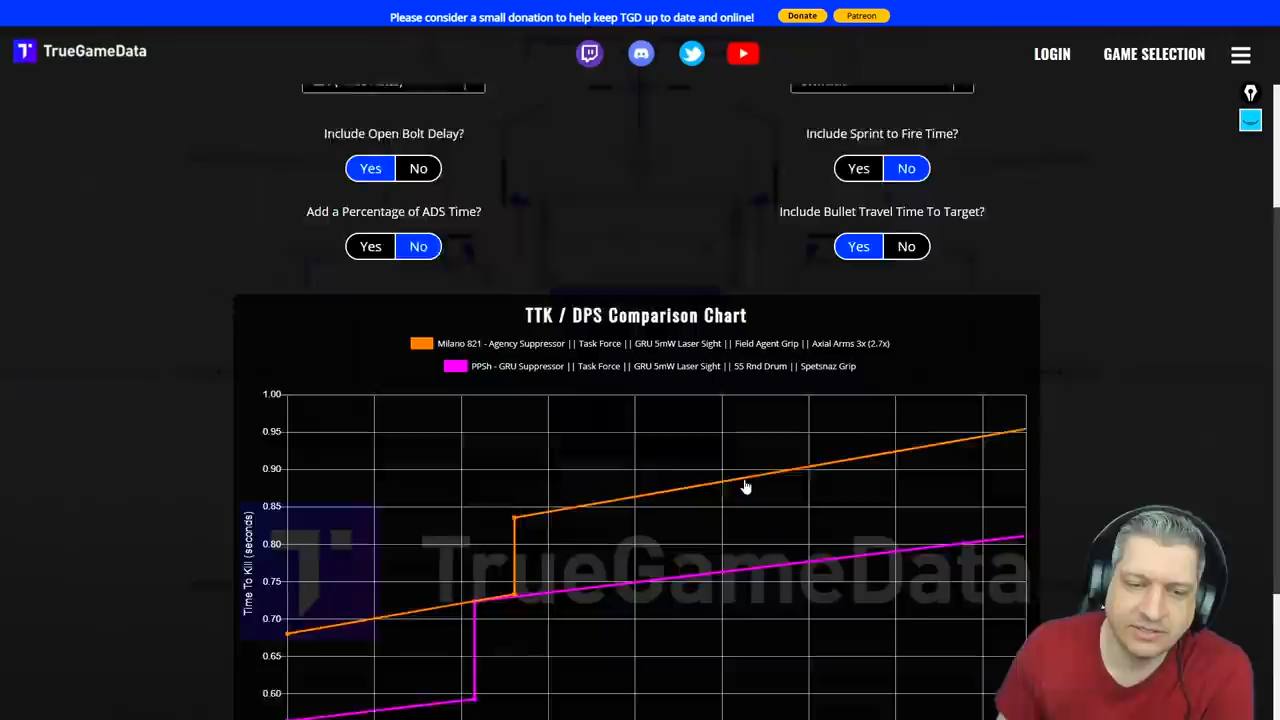 Please consider a small donation to help keep TGD up to date and online!
Donate
Patreon
TrueGameData
LOGIN
GAME SELECTION
Include Open Bolt Delay?
Include Sprint to Fire Time?
Yes No
Yes No
Add a Percentage of ADS Time?
Include Bullet Travel Time To Target?
Yes No
Yes No
TTK / DPS Comparison Chart
Milano 821 - Agency Suppressor || Task Force || GRU 5mW Laser Sight || Field Agent Grip || Axial Arms 3x (2.7x)
PPSh - GRU Suppressor || Task Force || GRU 5mW Laser Sight || 55 Rnd Drum || Spetsnaz Grip
1.00
0.95
0.90
0.85
0.80
0.75
0.70
0.65
0.60
Time To Kill (seconds)
TrueGameData